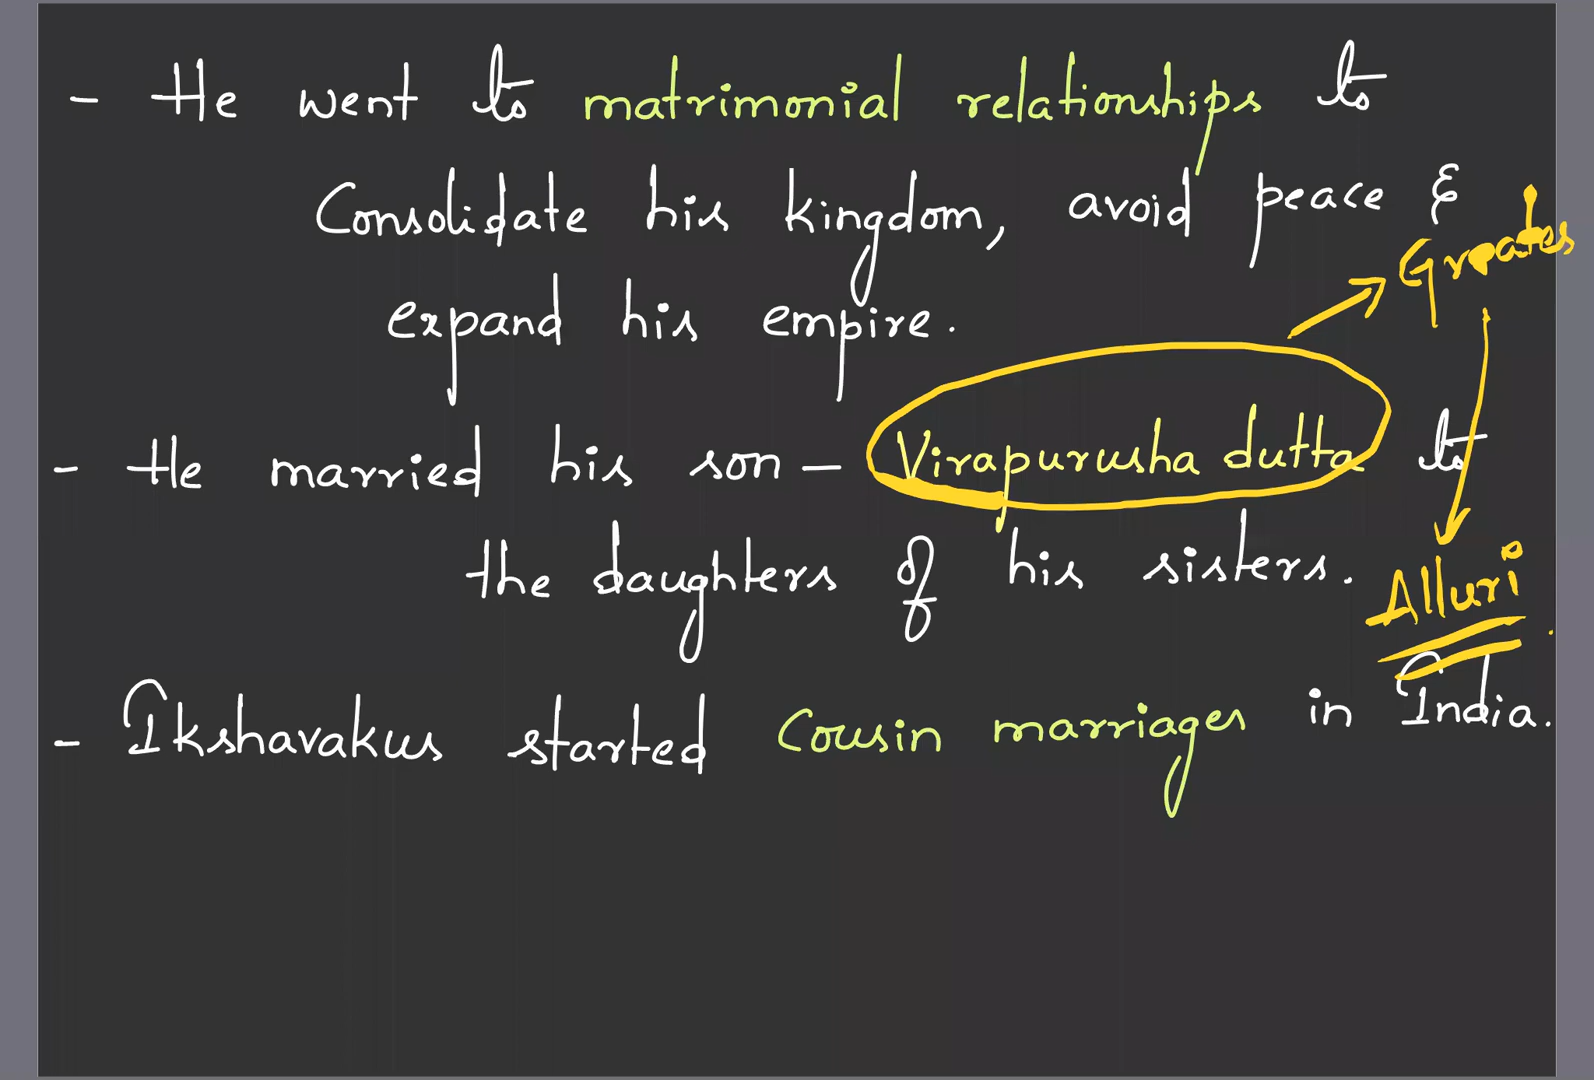 - He went to matrimonial relationships to
Consolidate his kingdom, avoid peace &
Greates
expand his empire.
- He married his son - Virapurusha dutta to
the daughters of his sisters.
Alluri
- Ikshavakus started Cousin marriages in India.